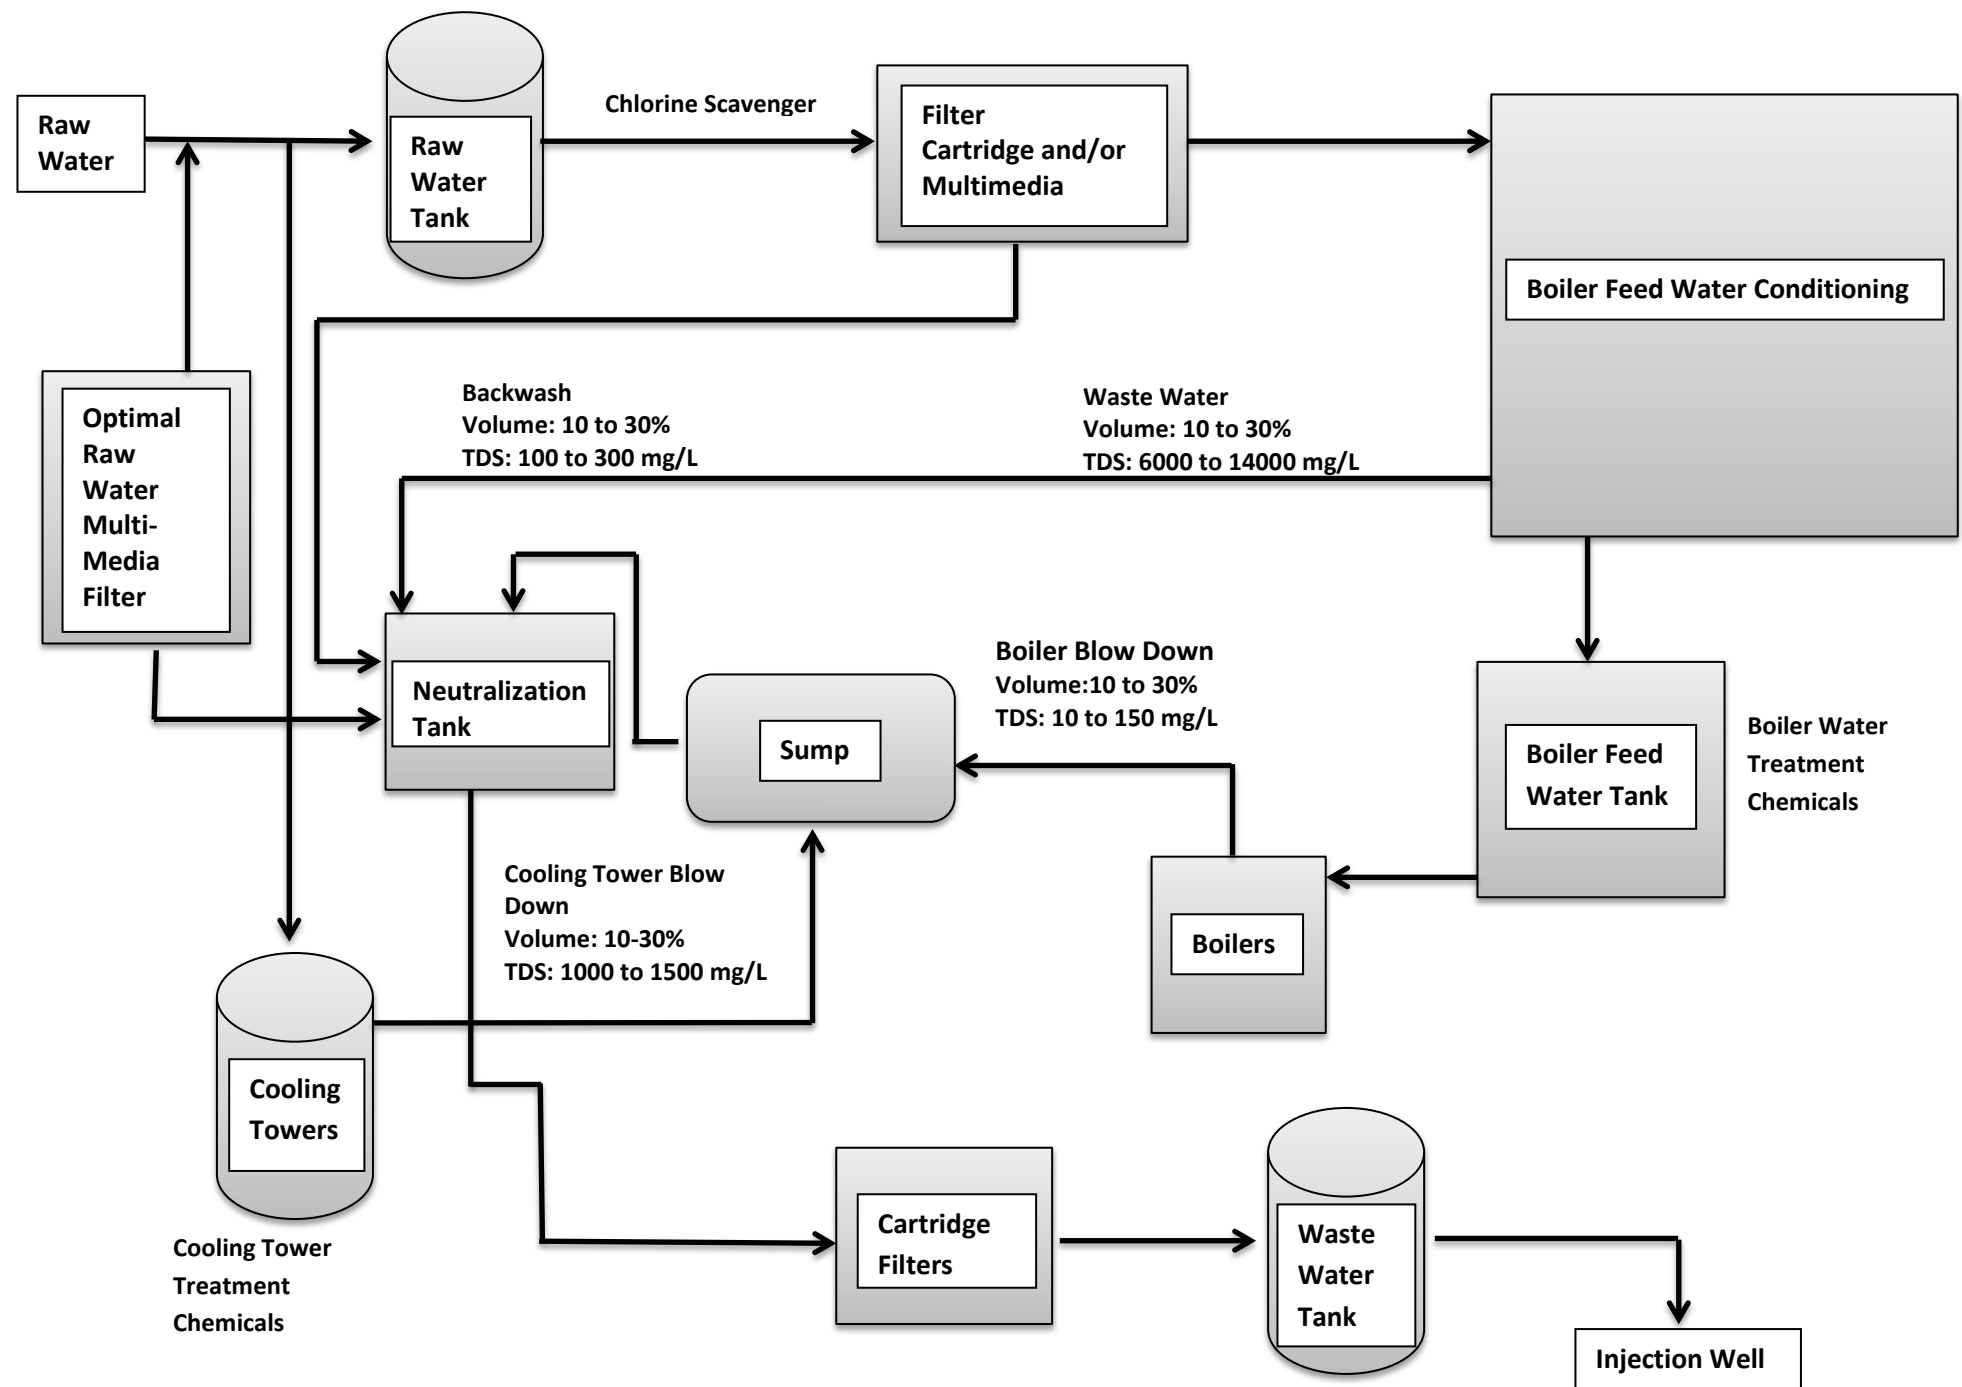 Raw
Water
Raw
Water
Tank
Chlorine Scavenger
Filter
Cartridge and/or
Multimedia
Boiler Feed Water Conditioning
Optimal
Raw
Water
Multi-
Media
Filter
Backwash
Volume: 10 to 30%
TDS: 100 to 300 mg/L
Waste Water
Volume: 10 to 30%
TDS: 6000 to 14000 mg/L
Neutralization
Tank
Sump
Boiler Blow Down
Volume:10 to 30%
TDS: 10 to 150 mg/L
Boiler Feed
Water Tank
Boiler Water
Treatment
Chemicals
Cooling Tower Blow
Down
Volume: 10-30%
TDS: 1000 to 1500 mg/L
Boilers
Cooling
Towers
Cooling Tower
Treatment
Chemicals
Cartridge
Filters
Waste
Water
Tank
Injection Well